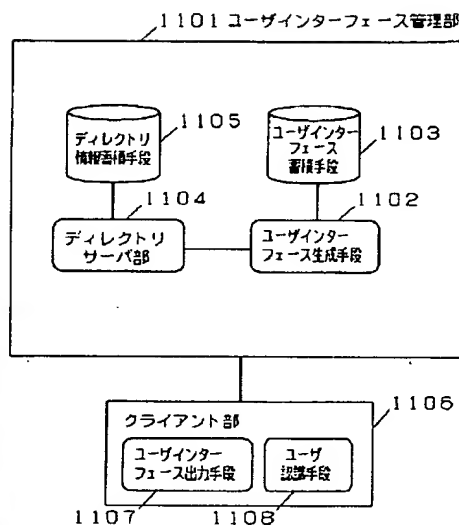 1101 ユーザインターフェース管理部
ディレクトリ
情報蓄積手段
1105
ユーザインター
フェース
蓄積手段
1103
1104
ディレクトリ
サーバ部
1102
ユーザインター
フェース生成手段
1106
クライアント部
ユーザインター
フェース出力手段
ユーザ
認識手段
1107
1108